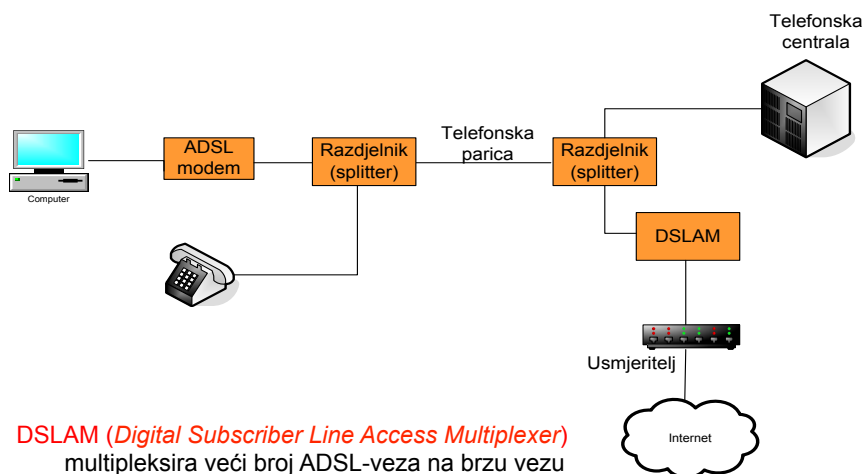 Telefonska
centrala
ADSL
modem
Razdjelnik
(splitter)
Telefonska
parica
Razdjelnik
(splitter)
Computer
DSLAM
Usmjeritelj
Internet
DSLAM (Digital Subscriber Line Access Multiplexer)
multipleksira veći broj ADSL-veza na brzu vezu